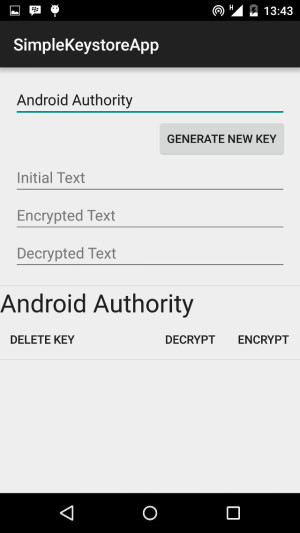 H
13:43
SimpleKeystoreApp
Android Authority
GENERATE NEW KEY
Initial Text
Encrypted Text
Decrypted Text
Android Authority
DELETE KEY DECRYPT ENCRYPT